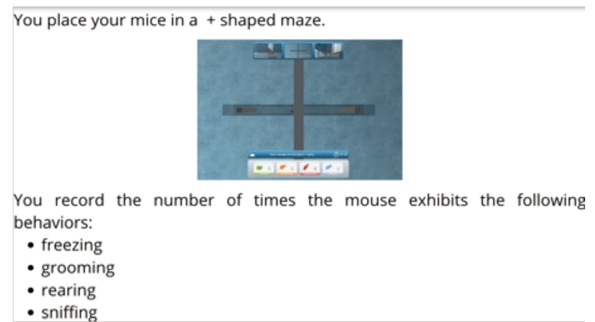 You place your mice in a + shaped maze.
You record the number of times the mouse exhibits the following
behaviors:
• freezing
• grooming
• rearing
• sniffing